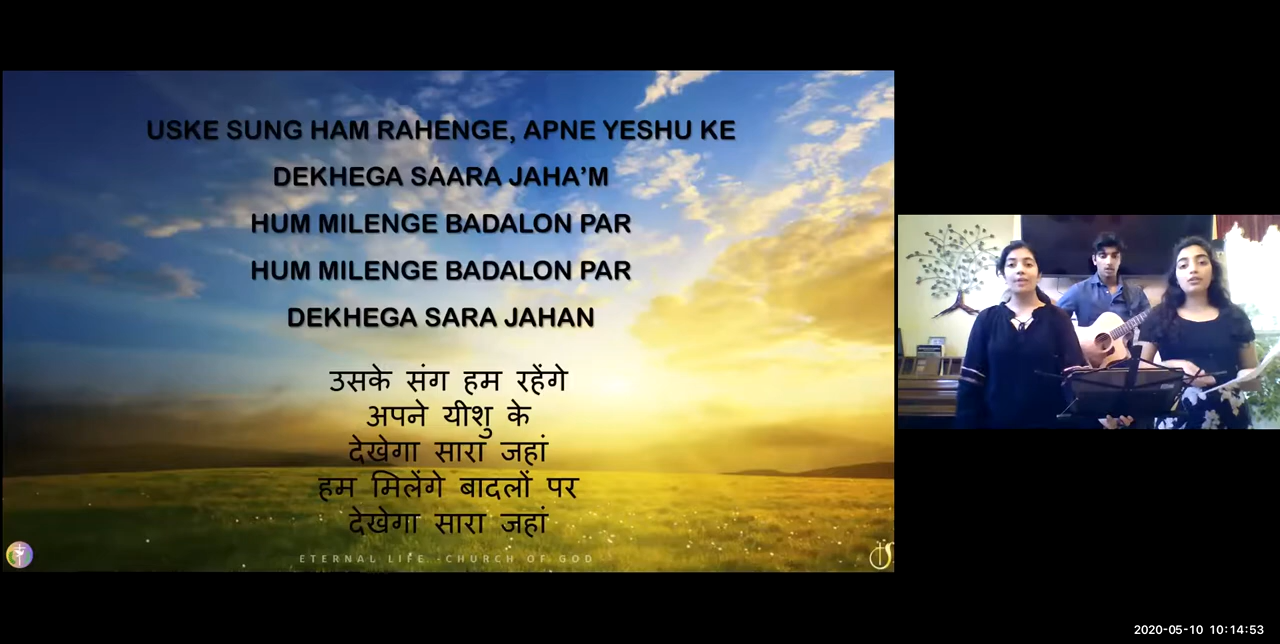 USKE SUNG HAM RAHENGE, APNE YESHU KE
DEKHEGA SAARA JAHA’M
HUM MILENGE BADALON PAR
HUM MILENGE BADALON PAR
DEKHEGA SARA JAHAN
उसके संग हम रहेंगे
अपने यीशु के
देखेगा सारा जहां
हम मिलेंगे बादलों पर
देखेगा सारा जहां
ETERNAL LIFE -CHURCH OF GOD
2020-05-10 10:14:53